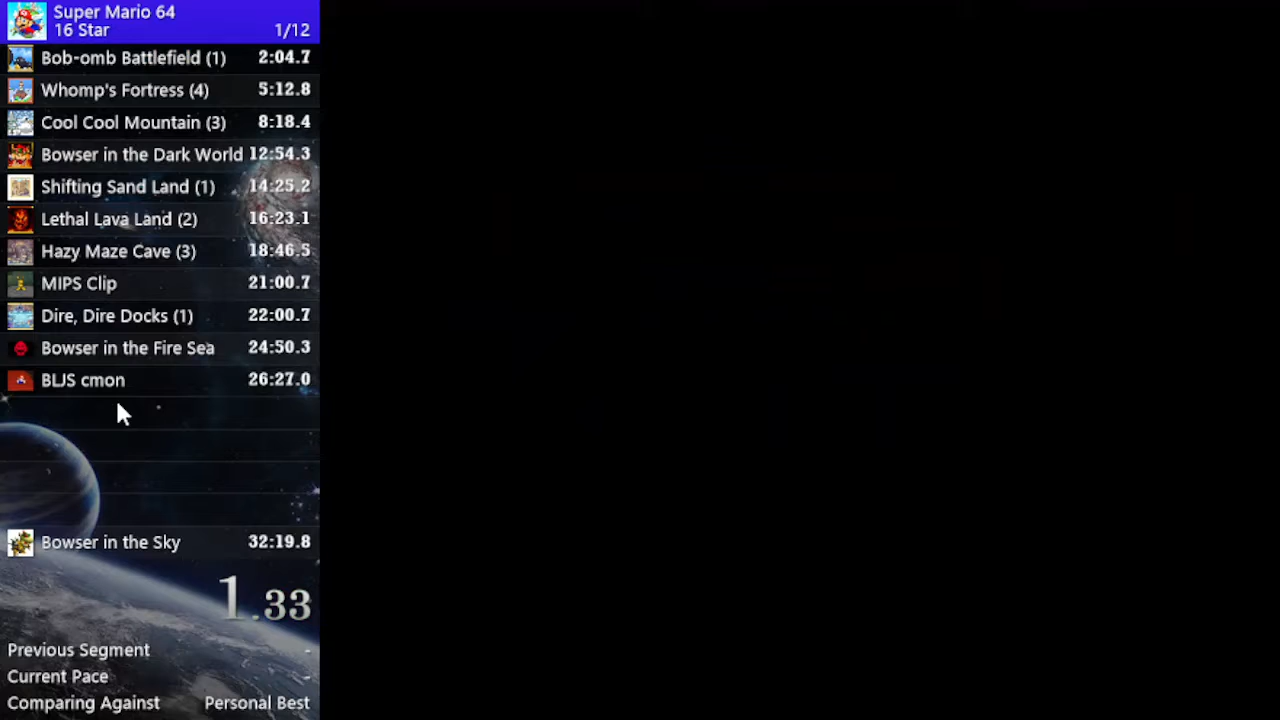 Super Mario 64
16 Star 1/12
Bob-omb Battlefield (1) 2:04.7
Whomp's Fortress (4) 5:12.8
Cool Cool Mountain (3) 8:18.4
Bowser in the Dark World 12:54.3
Shifting Sand Land (1) 14:25.2
Lethal Lava Land (2) 16:23.1
Hazy Maze Cave (3) 18:46.5
MIPS Clip 21:00.7
Dire, Dire Docks (1) 22:00.7
Bowser in the Fire Sea 24:50.3
BLJS cmon 26:27.0
Bowser in the Sky 32:19.8
1.33
Previous Segment -
Current Pace -
Comparing Against Personal Best